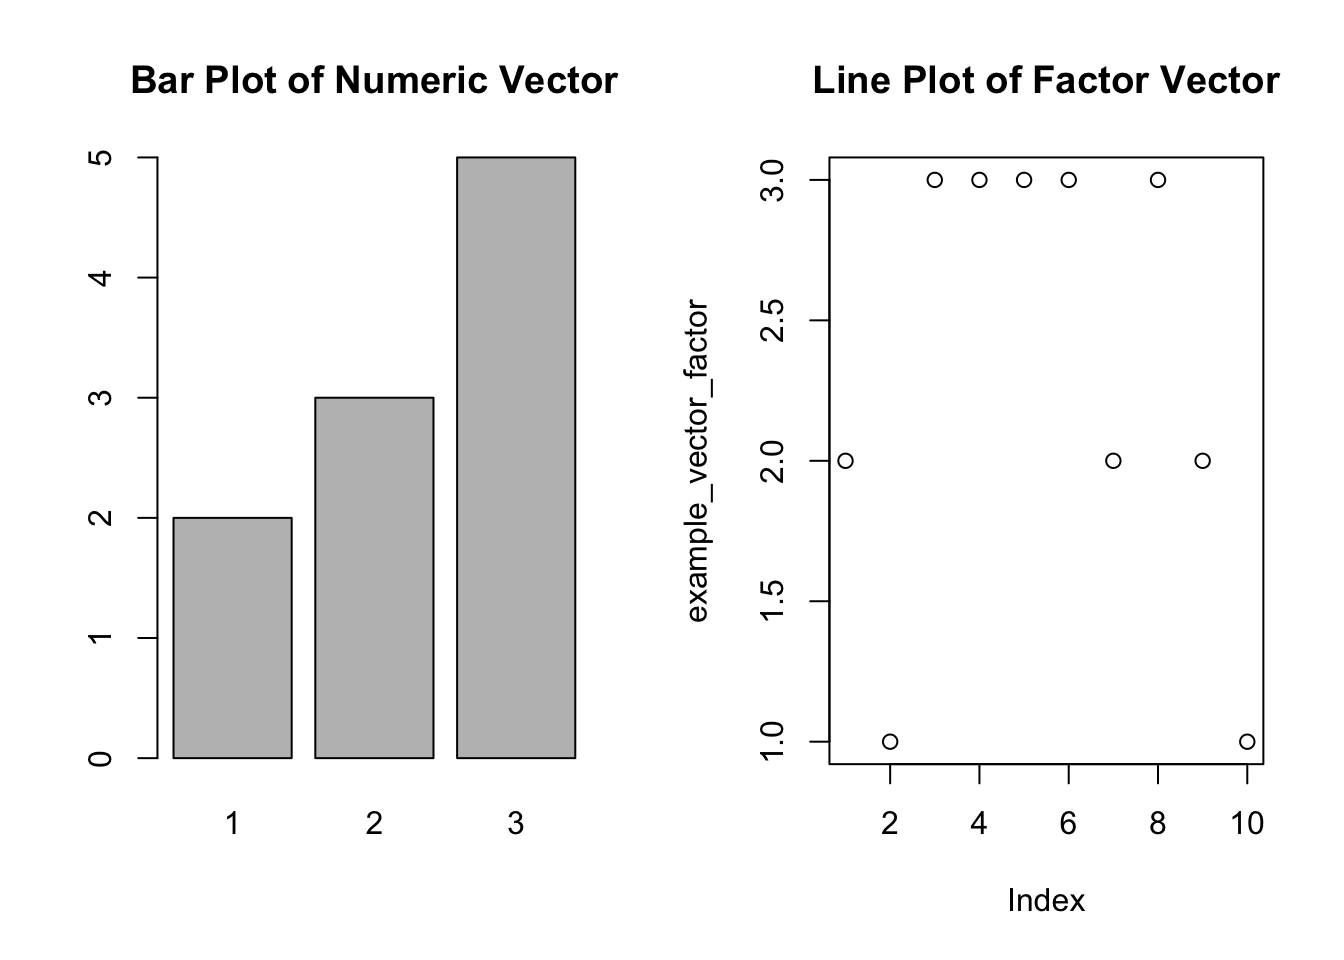 Bar Plot of Numeric Vector
5
4
3
2
1
0
1 2 3
Line Plot of Factor Vector
example_vector_factor
3.0
2.5
2.0
1.5
1.0
2 4 6 8 10
Index